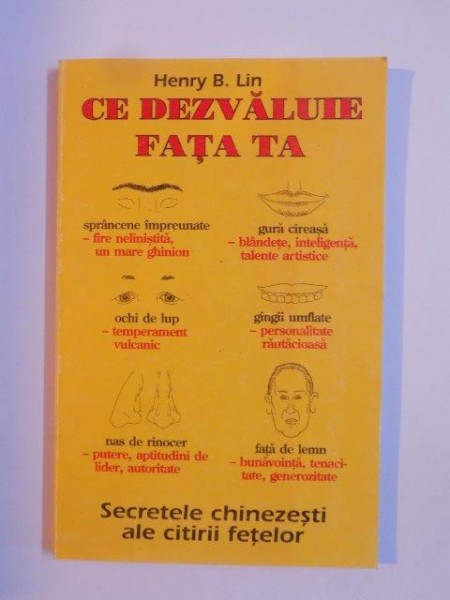 Henry B. Lin
CE DEZVĂLUIE
FAȚA TA
sprâncene împreunate
– fire neliniștită,
un mare ghinion
gură cireașă
– blândețe, inteligență,
talente artistice
ochi de lup
– temperament
vulcanic
gingii umflate
– personalitate
răutăcioasă
nas de rinocer
– putere, aptitudini de
lider, autoritate
față de lemn
– bunăvoință, tenaci-
tate, generozitate
Secretele chinezești
ale citirii fețelor